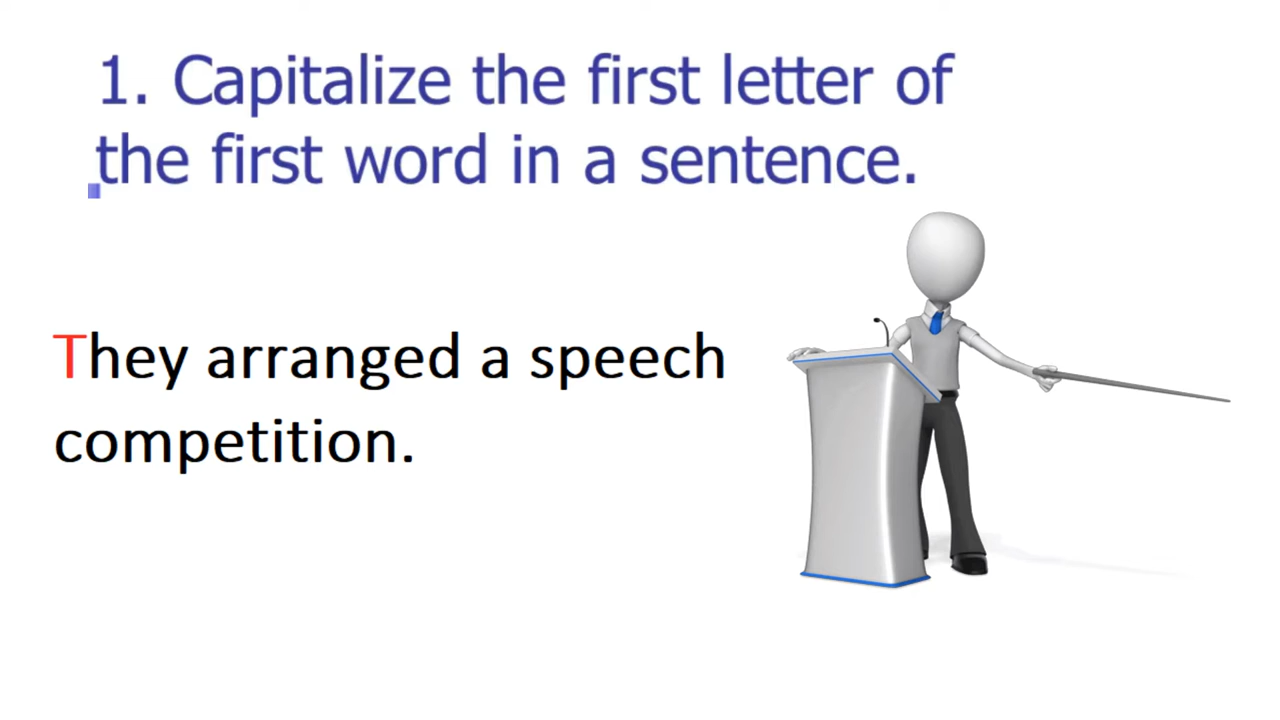 1. Capitalize the first letter of
the first word in a sentence.
They arranged a speech
competition.